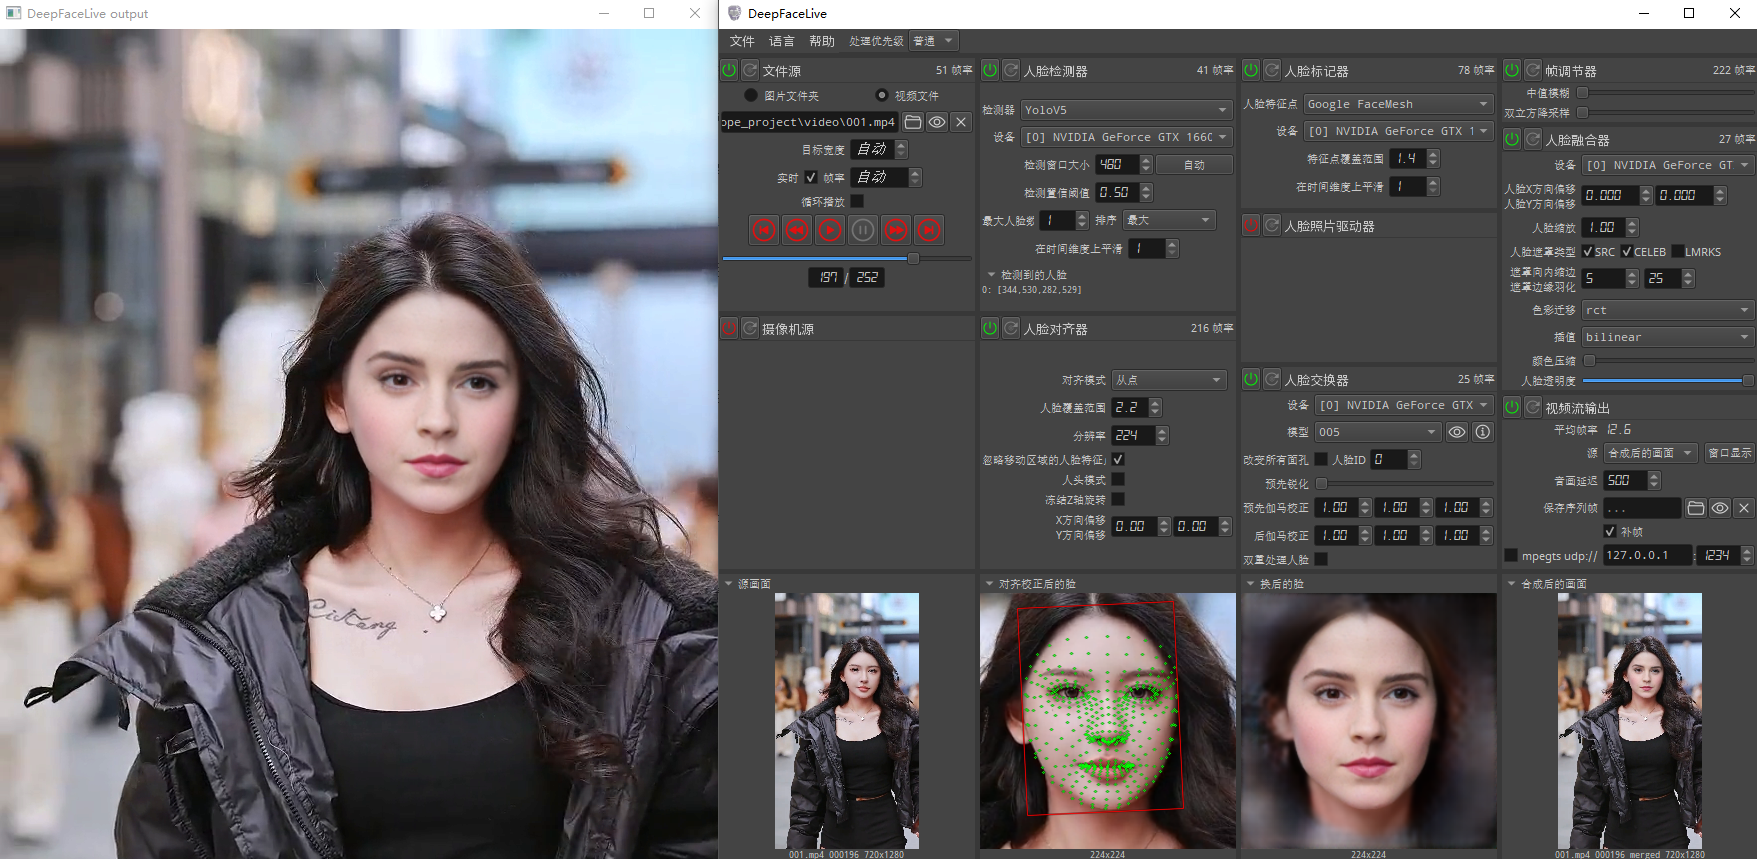 DeepFaceLive output
DeepFaceLive
文件 语言 帮助 处理优先级 普通
文件源 51 帧率
图片文件夹 视频文件
ope_project\video\001.mp4
目标宽度 自动
实时 帧率 自动
循环播放
197 / 252
摄像机源
人脸检测器 41 帧率
检测器 YoloV5
设备 [0] NVIDIA GeForce GTX 1660
检测窗口大小 480 自动
检测置信阈值 0.50
最大人脸数 1 排序 最大
在时间维度上平滑 1
检测到的人脸
0: [344,530,282,529]
人脸对齐器 216 帧率
对齐模式 从点
人脸覆盖范围 2.2
分辨率 224
忽略移动区域的人脸特征
人头模式
冻结Z轴旋转
X方向偏移
Y方向偏移
0.00 0.00
人脸标记器 78 帧率
人脸特征点 Google FaceMesh
设备 [0] NVIDIA GeForce GTX 1
特征点覆盖范围 1.4
在时间维度上平滑 1
人脸照片驱动器
人脸交换器 25 帧率
设备 [0] NVIDIA GeForce GTX
模型 005
改变所有面孔 人脸ID 0
预先锐化
预先伽马校正 1.00 1.00 1.00
后伽马校正 1.00 1.00 1.00
双重处理人脸
帧调节器 222 帧率
中值模糊
双立方降采样
人脸融合器 27 帧率
设备 [0] NVIDIA GeForce GT
人脸X方向偏移
人脸Y方向偏移
0.000 0.000
人脸缩放 1.00
人脸遮罩类型 SRC CELEB LMRKS
遮罩向内缩边
遮罩边缘羽化
5 25
色彩迁移 rct
插值 bilinear
颜色压缩
人脸透明度
视频流输出
平均帧率 12.6
源 合成后的画面 窗口显示
音画延迟 500
保存序列帧 ...
补帧
mpegts udp:// 127.0.0.1 : 1234
源画面
001.mp4_000196 720x1280
对齐校正后的脸
224x224
换后的脸
224x224
合成后的画面
001.mp4_000196_merged 720x1280